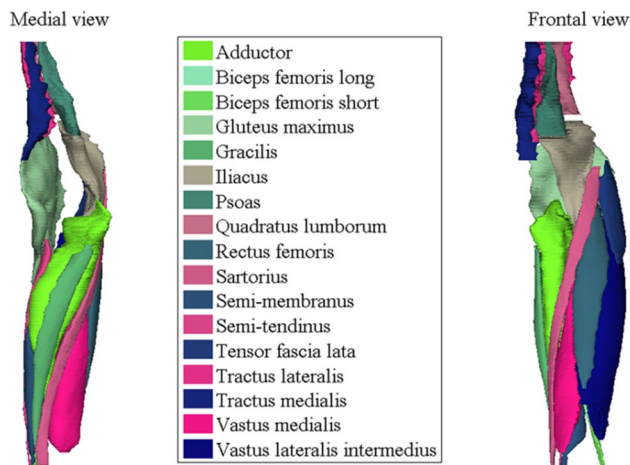 Medial view
Frontal view
Adductor
Biceps femoris long
Biceps femoris short
Gluteus maximus
Gracilis
Iliacus
Psoas
Quadratus lumborum
Rectus femoris
Sartorius
Semi-membranus
Semi-tendinus
Tensor fascia lata
Tractus lateralis
Tractus medialis
Vastus medialis
Vastus lateralis intermedius